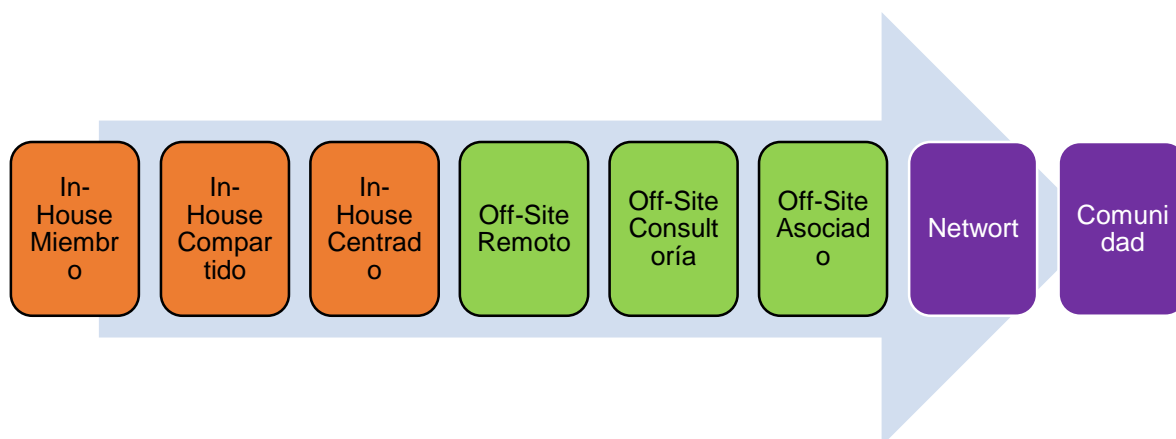 In-
House
Miembr
o
In-
House
Compar
tido
In-
House
Centrad
o
Off-Site
Remoto
Off-Site
Consult
oría
Off-Site
Asociad
o
Networt
Comuni
dad